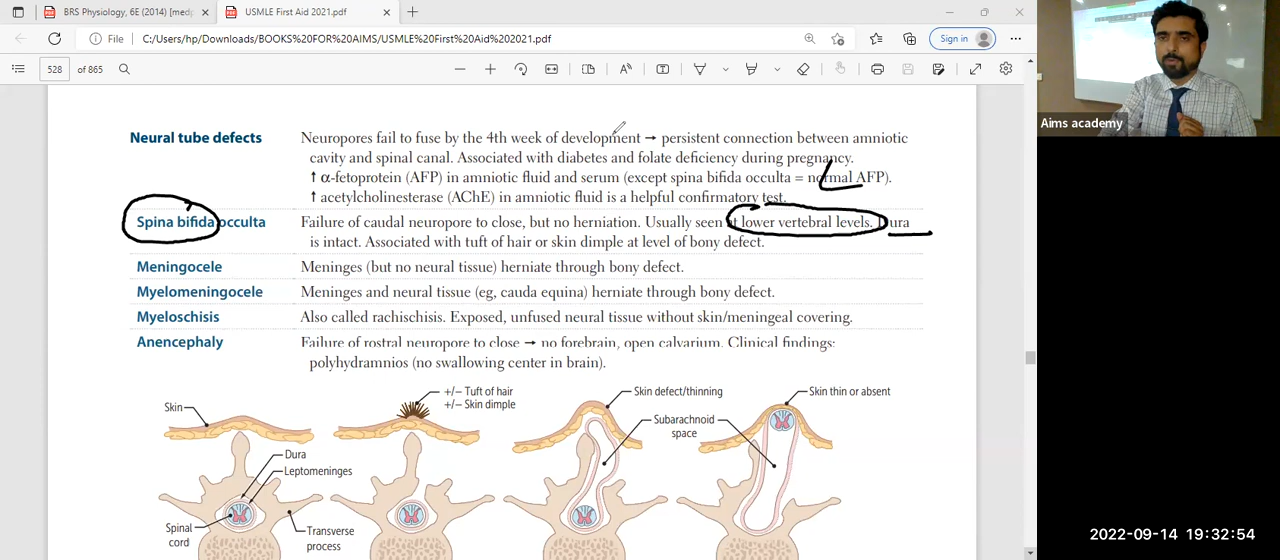 BRS Physiology, 6E (2014) [med
USMLE First Aid 2021.pdf
File
C:/Users/hp/Downloads/BOOKS%20FOR%20AIMS/USMLE%20First%20Aid%202021.pdf
Sign in
528 of 865
Aims academy
Neural tube defects
Neuropores fail to fuse by the 4th week of development → persistent connection between amniotic
cavity and spinal canal. Associated with diabetes and folate deficiency during pregnancy.
↑ α-fetoprotein (AFP) in amniotic fluid and serum (except spina bifida occulta = normal AFP).
↑ acetylcholinesterase (AChE) in amniotic fluid is a helpful confirmatory test.
Spina bifida occulta
Failure of caudal neuropore to close, but no herniation. Usually seen at lower vertebral levels. Dura
is intact. Associated with tuft of hair or skin dimple at level of bony defect.
Meningocele
Meninges (but no neural tissue) herniate through bony defect.
Myelomeningocele
Meninges and neural tissue (eg, cauda equina) herniate through bony defect.
Myeloschisis
Also called rachischisis. Exposed, unfused neural tissue without skin/meningeal covering.
Anencephaly
Failure of rostral neuropore to close → no forebrain, open calvarium. Clinical findings:
polyhydramnios (no swallowing center in brain).
Skin
+/− Tuft of hair
+/− Skin dimple
Skin defect/thinning
Skin thin or absent
Subarachnoid
space
Dura
Leptomeninges
Spinal
cord
Transverse
process
2022-09-14 19:32:54